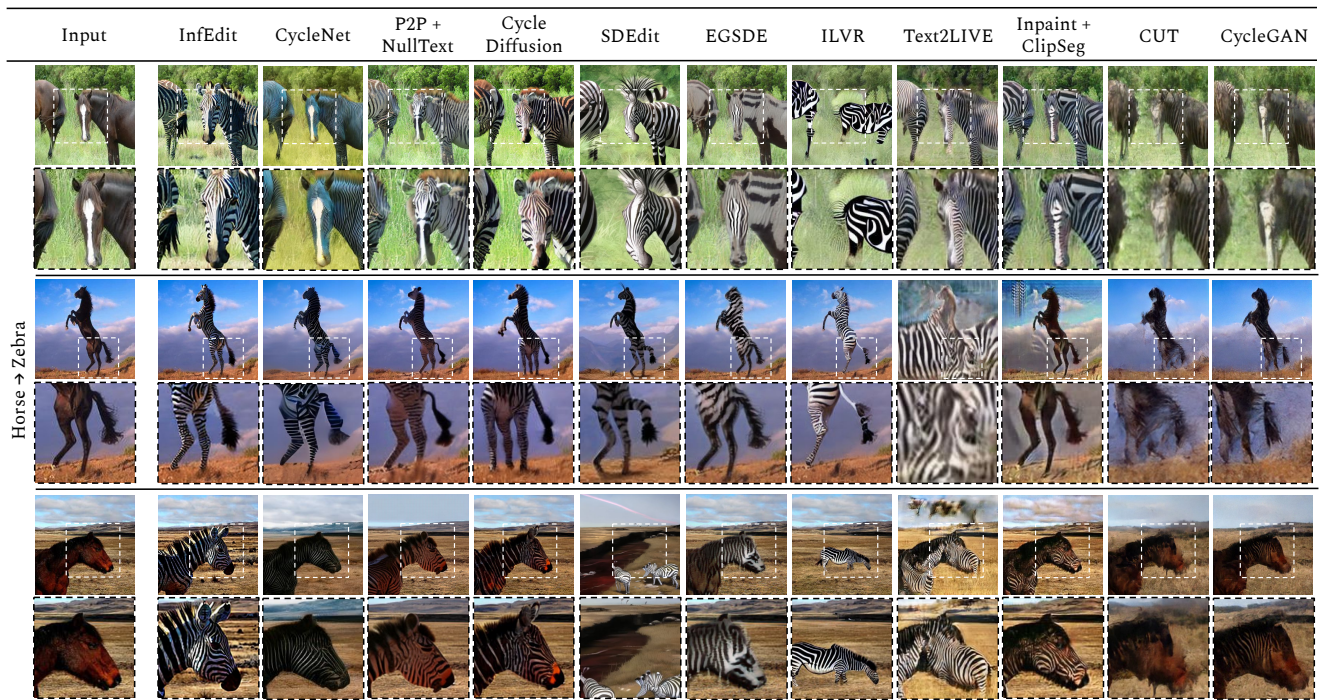 Input
InfEdit
CycleNet
P2P +
NullText
Cycle
Diffusion
SDEdit
EGSDE
ILVR
Text2LIVE
Inpaint +
ClipSeg
CUT
CycleGAN
Horse → Zebra